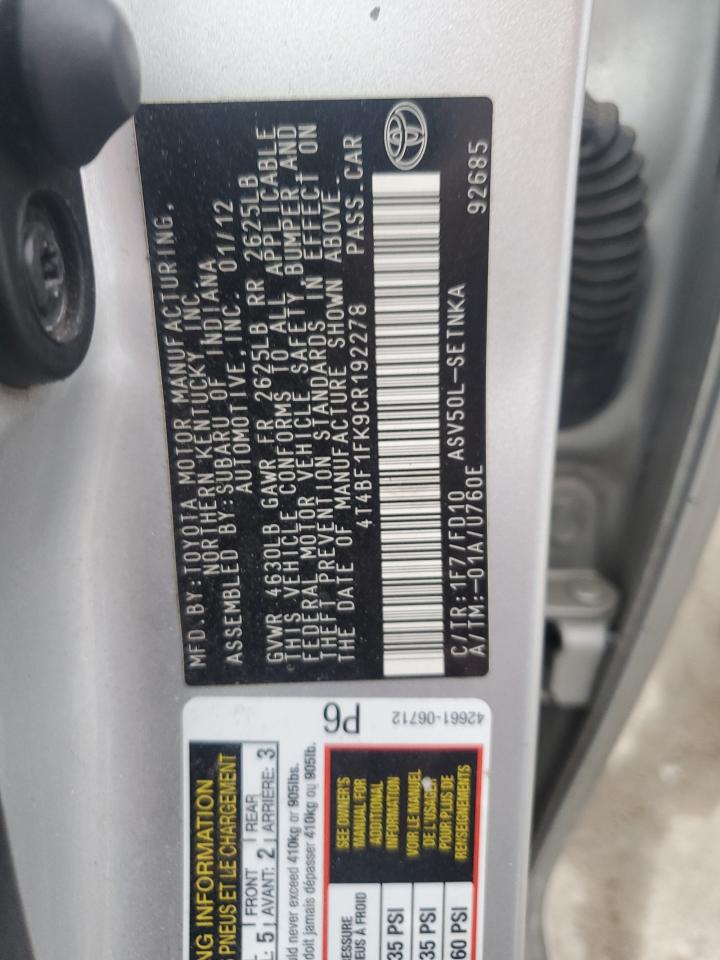 MFD.BY:TOYOTA MOTOR MANUFACTURING,
NORTHERN KENTUCKY, INC.
ASSEMBLED BY:SUBARU OF INDIANA
AUTOMOTIVE,INC. 01/12
GVWR 4630LB GAWR FR 2625LB RR 2625LB
THIS VEHICLE CONFORMS TO ALL APPLICABLE
FEDERAL MOTOR VEHICLE SAFETY,BUMPER AND
THEFT PREVENTION STANDARDS IN EFFECT ON
THE DATE OF MANUFACTURE SHOWN ABOVE.
4T4BF1FK9CR192278 PASS.CAR
C/TR:1F7/FD10 ASV50L-SETNKA
A/TM:-01A/U760E 92685
P6
42661-06712
NG INFORMATION
PNEUS ET LE CHARGEMENT
FRONT REAR
5 AVANT: 2 ARRIÈRE: 3
uld never exceed 410kg or 905lbs.
doit jamais dépasser 410kg ou 905lb.
SEE OWNER'S
MANUAL FOR
ADDITIONAL
INFORMATION
VOIR LE MANUEL
DE L'USAGER
POUR PLUS DE
RENSEIGNEMENTS
ESSURE
EUS À FROID
35 PSI
35 PSI
60 PSI